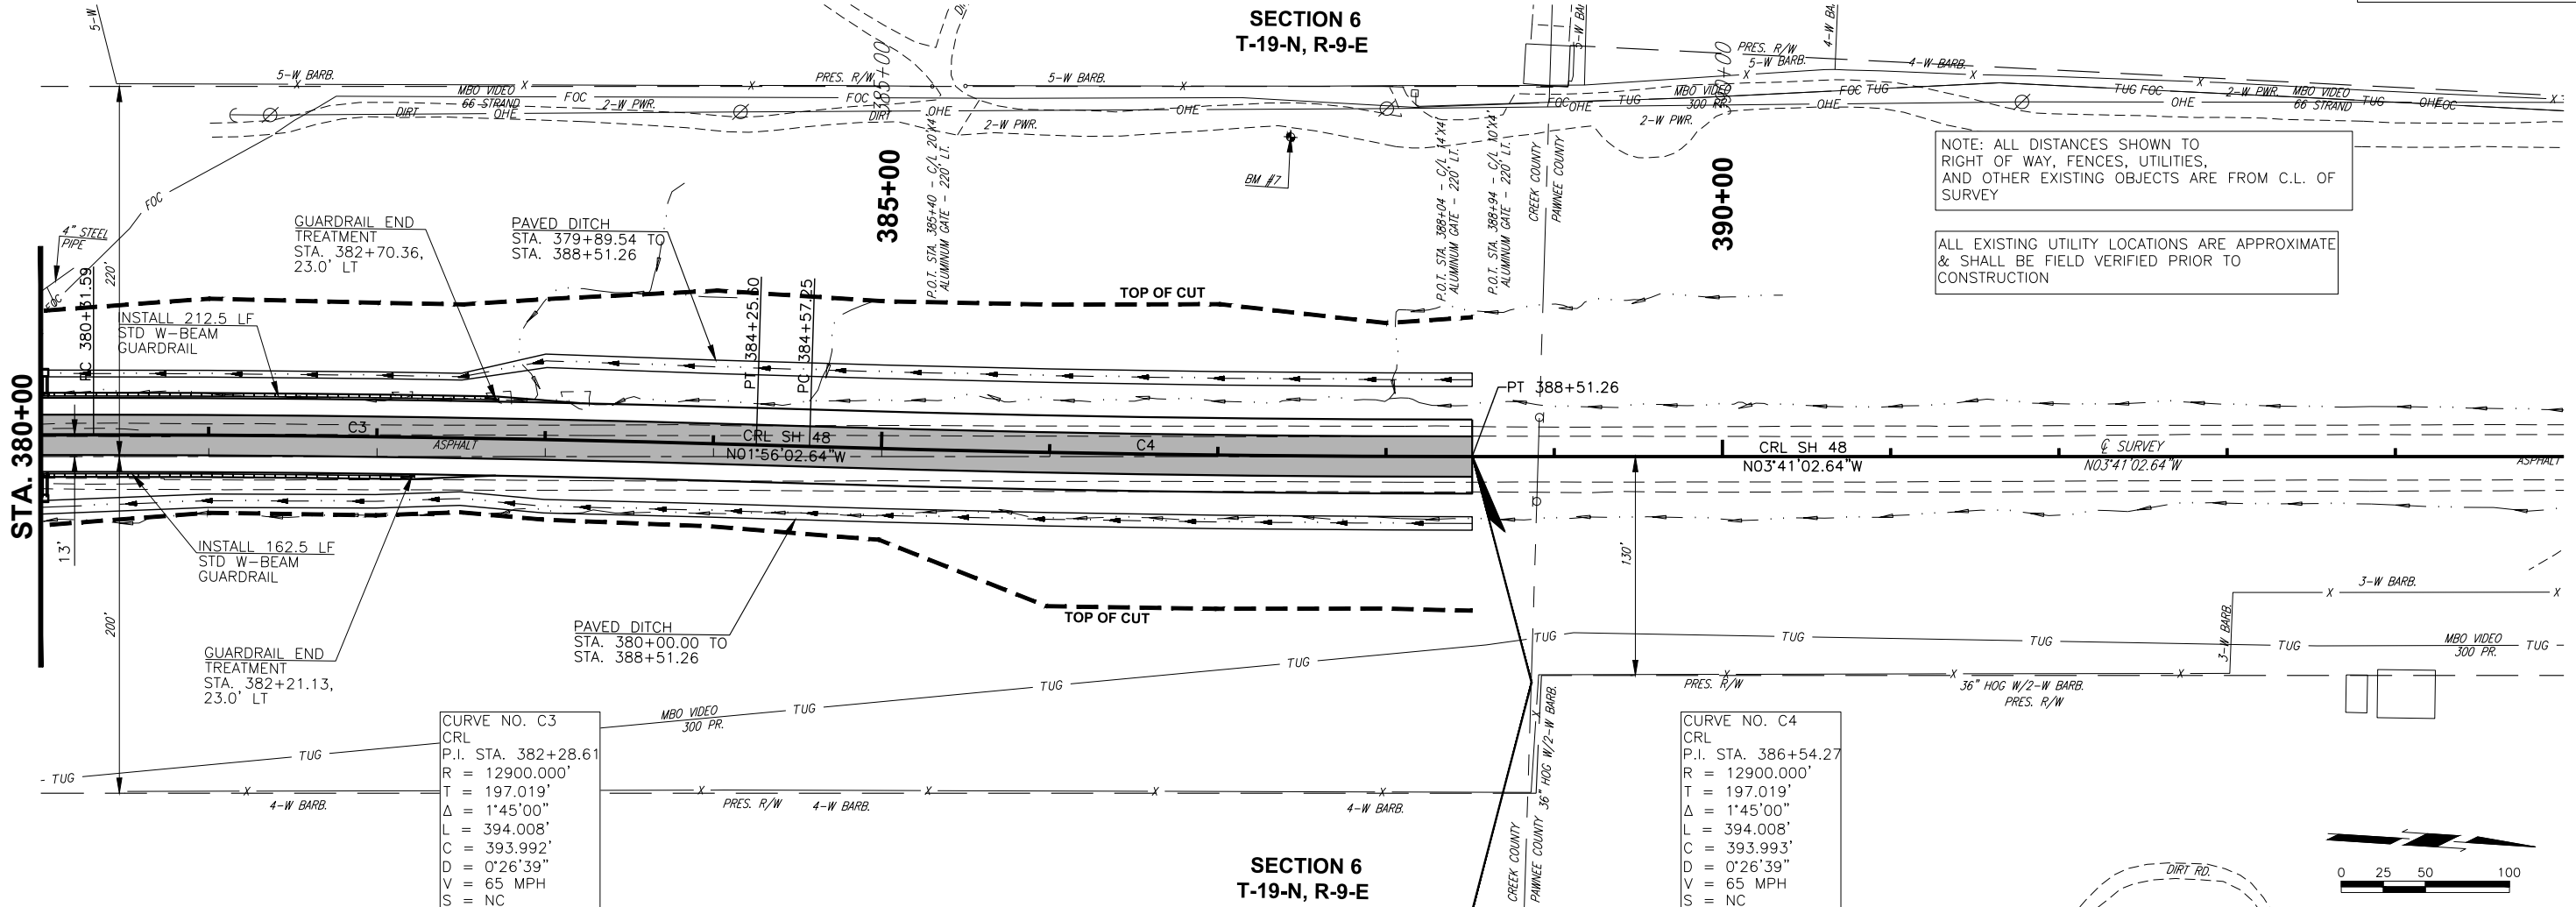 SECTION 6
T-19-N, R-9-E
5-W
5-W BARB.
MBO VIDEO
66 STRAND
FOC
2-W PWR.
DIRT
OHE
PRES. R/W
FOC
385+00
DIRT
OHE
2-W PWR.
5-W BARB.
OHE
FOC
OHE
TUG
MBO VIDEO
2-W PWR.
OHE
PRES. R/W
5-W BARB.
4-W BARB.
FOC TUG
OHE
TUG FOC
2-W PWR.
OHE
MBO VIDEO
66 STRAND
TUG
OHE
FOC
NOTE: ALL DISTANCES SHOWN TO
RIGHT OF WAY, FENCES, UTILITIES,
AND OTHER EXISTING OBJECTS ARE FROM C.L. OF
SURVEY
ALL EXISTING UTILITY LOCATIONS ARE APPROXIMATE
& SHALL BE FIELD VERIFIED PRIOR TO
CONSTRUCTION
FOC
4" STEEL
PIPE
FOC
220'
GUARDRAIL END
TREATMENT
STA. 382+70.36,
23.0' LT
PAVED DITCH
STA. 379+89.54 TO
STA. 388+51.26
385+00
P.O.T. STA. 385+40 - C/L 20'X4'
ALUMINUM GATE - 220' LT.
BM #7
P.O.T. STA. 388+04 - C/L 14'X4'
ALUMINUM GATE - 220' LT.
P.O.T. STA. 388+94 - C/L 10'X4'
ALUMINUM GATE - 220' LT.
CREEK COUNTY
PAWNEE COUNTY
390+00
TOP OF CUT
PC 380+31.59
INSTALL 212.5 LF
STD W-BEAM
GUARDRAIL
PT 384+25.60
PC 384+57.25
PT 388+51.26
STA. 380+00
C3
ASPHALT
CRL SH 48
N01°56'02.64"W
C4
CRL SH 48
N03°41'02.64"W
℄ SURVEY
N03°41'02.64"W
ASPHALT
13'
INSTALL 162.5 LF
STD W-BEAM
GUARDRAIL
130'
200'
GUARDRAIL END
TREATMENT
STA. 382+21.13,
23.0' LT
PAVED DITCH
STA. 380+00.00 TO
STA. 388+51.26
TOP OF CUT
3-W BARB.
3-W BARB.
TUG
TUG
TUG
TUG
MBO VIDEO
300 PR.
TUG
TUG
TUG
TUG
MBO VIDEO
300 PR.
TUG
TUG
PRES. R/W
36" HOG W/2-W BARB.
PRES. R/W
36" HOG W/2-W BARB.
4-W BARB.
PRES. R/W
4-W BARB.
4-W BARB.
CURVE NO. C3
CRL
P.I. STA. 382+28.61
R = 12900.000'
T = 197.019'
Δ = 1°45'00"
L = 394.008'
C = 393.992'
D = 0°26'39"
V = 65 MPH
S = NC
CURVE NO. C4
CRL
P.I. STA. 386+54.27
R = 12900.000'
T = 197.019'
Δ = 1°45'00"
L = 394.008'
C = 393.993'
D = 0°26'39"
V = 65 MPH
S = NC
SECTION 6
T-19-N, R-9-E
CREEK COUNTY
PAWNEE COUNTY
DIRT RD.
0 25 50 100